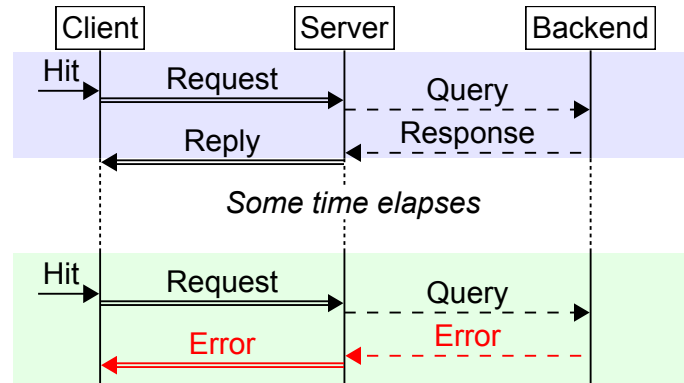 Client Server Backend
Hit
Request
Query
Response
Reply
Some time elapses
Hit
Request
Query
Error
Error